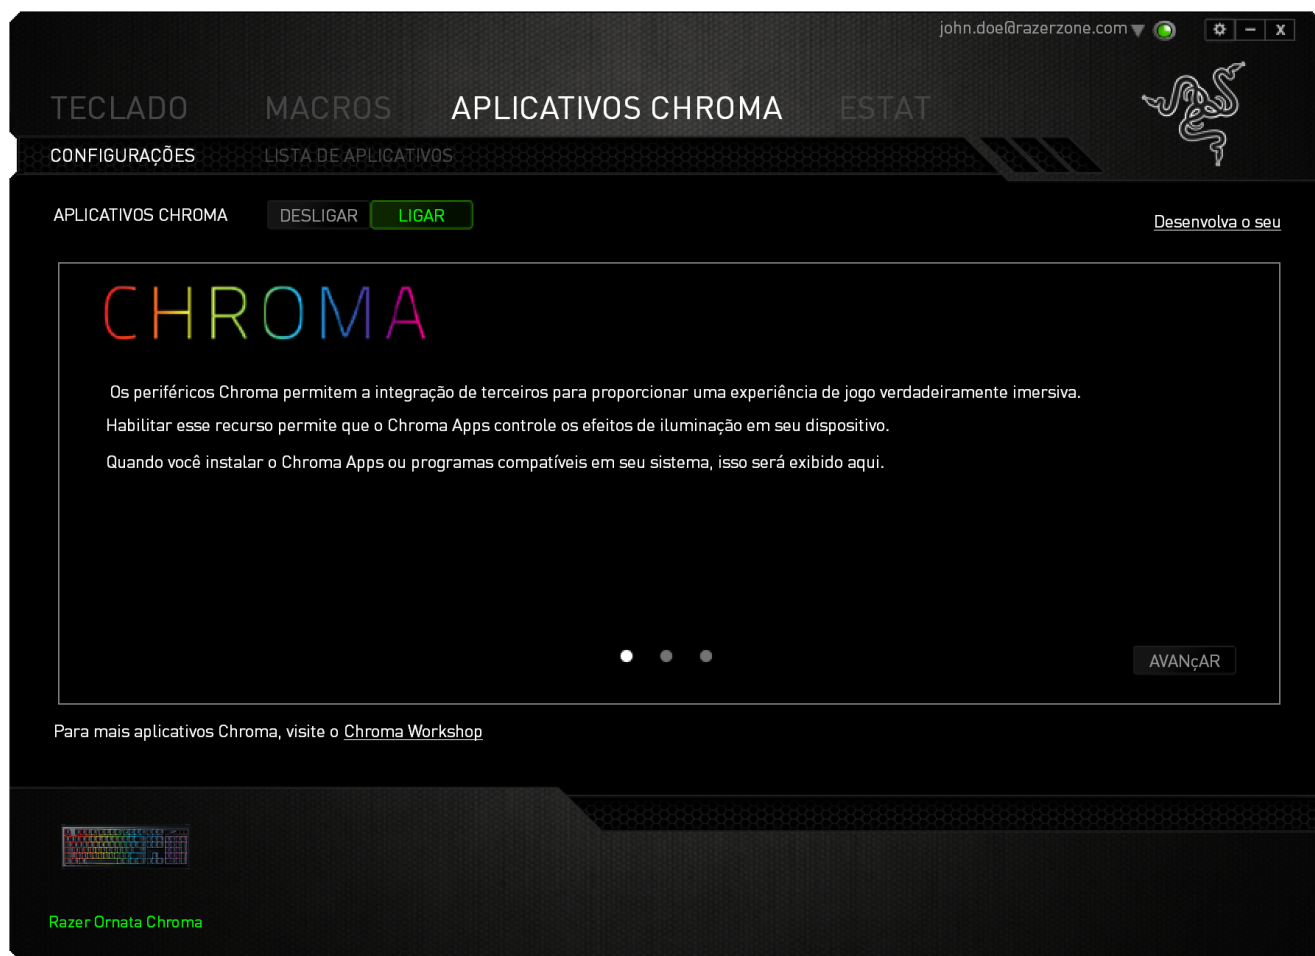 john.doe@razerzone.com
TECLADO MACROS APLICATIVOS CHROMA ESTAT
CONFIGURAÇÕES LISTA DE APLICATIVOS
APLICATIVOS CHROMA DESLIGAR LIGAR
Desenvolva o seu
CHROMA
Os periféricos Chroma permitem a integração de terceiros para proporcionar uma experiência de jogo verdadeiramente imersiva.
Habilitar esse recurso permite que o Chroma Apps controle os efeitos de iluminação em seu dispositivo.
Quando você instalar o Chroma Apps ou programas compatíveis em seu sistema, isso será exibido aqui.
AVANçAR
Para mais aplicativos Chroma, visite o Chroma Workshop
Razer Ornata Chroma